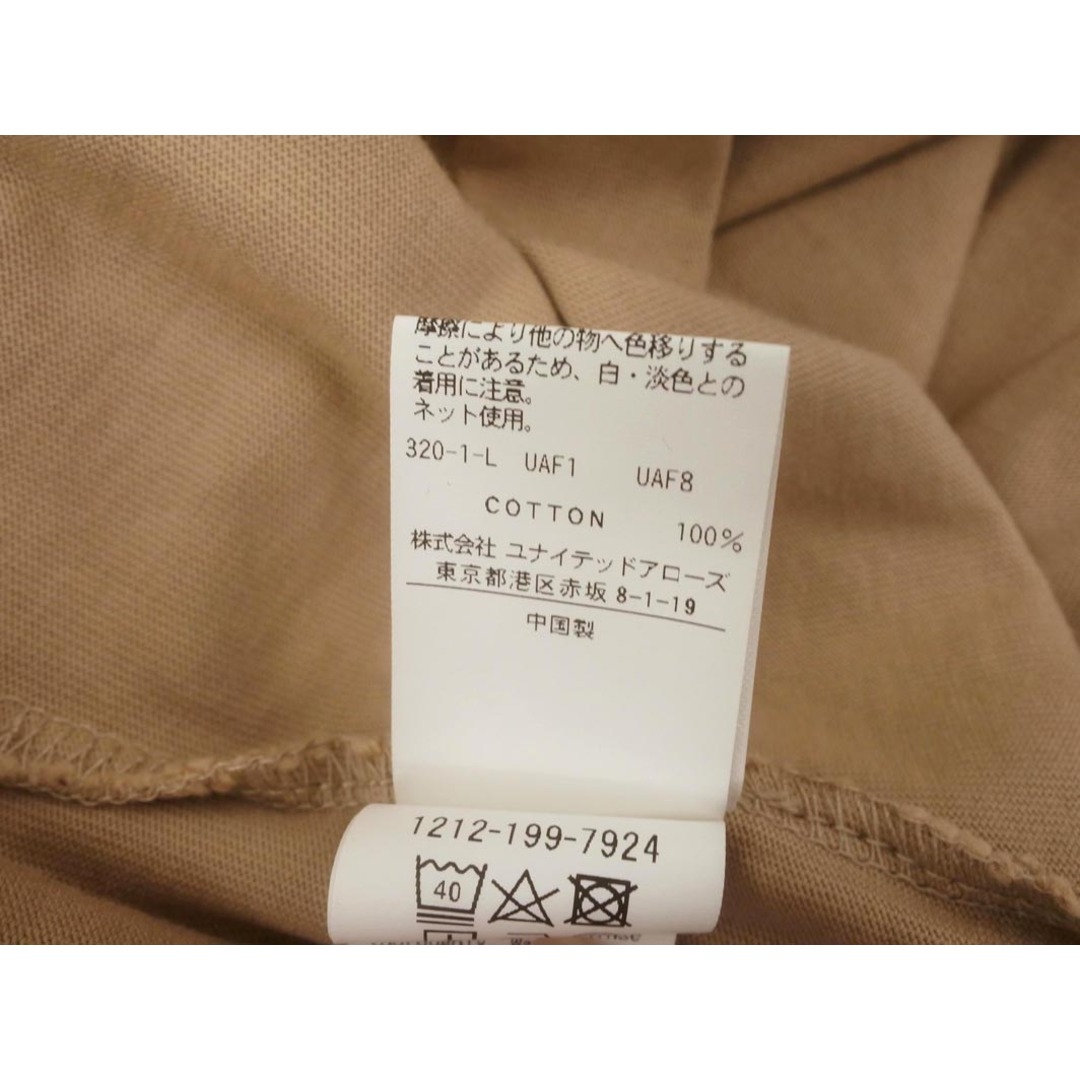 摩擦により他の物へ色移りする
ことがあるため、白・淡色との
着用に注意。
ネット使用。
320-1-L UAF1 UAF8
COTTON 100%
株式会社 ユナイテッドアローズ
東京都港区赤坂 8-1-19
中国製
1212-199-7924
40